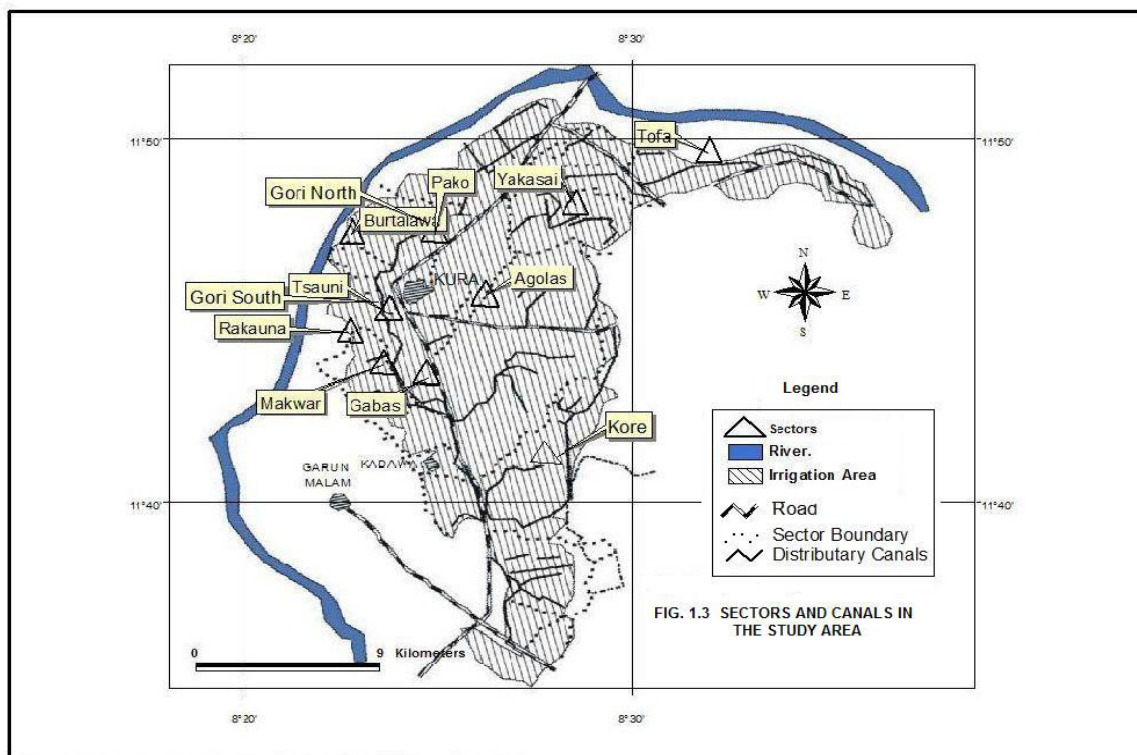 8°20'
8°30'
11°50'
11°50'
Tofa
Pako
Yakasai
Gori North
Burtalawa
KURA
Tsauni
Agolas
Gori South
Rakauna
N
W
E
S
Makwar
Gabas
Kore
Legend
Sectors
River.
Irrigation Area
Road
Sector Boundary
Distributary Canals
GARUN
MALAM
KADAWA
11°40'
11°40'
FIG. 1.3 SECTORS AND CANALS IN
THE STUDY AREA
0 9 Kilometers
8°20'
8°30'